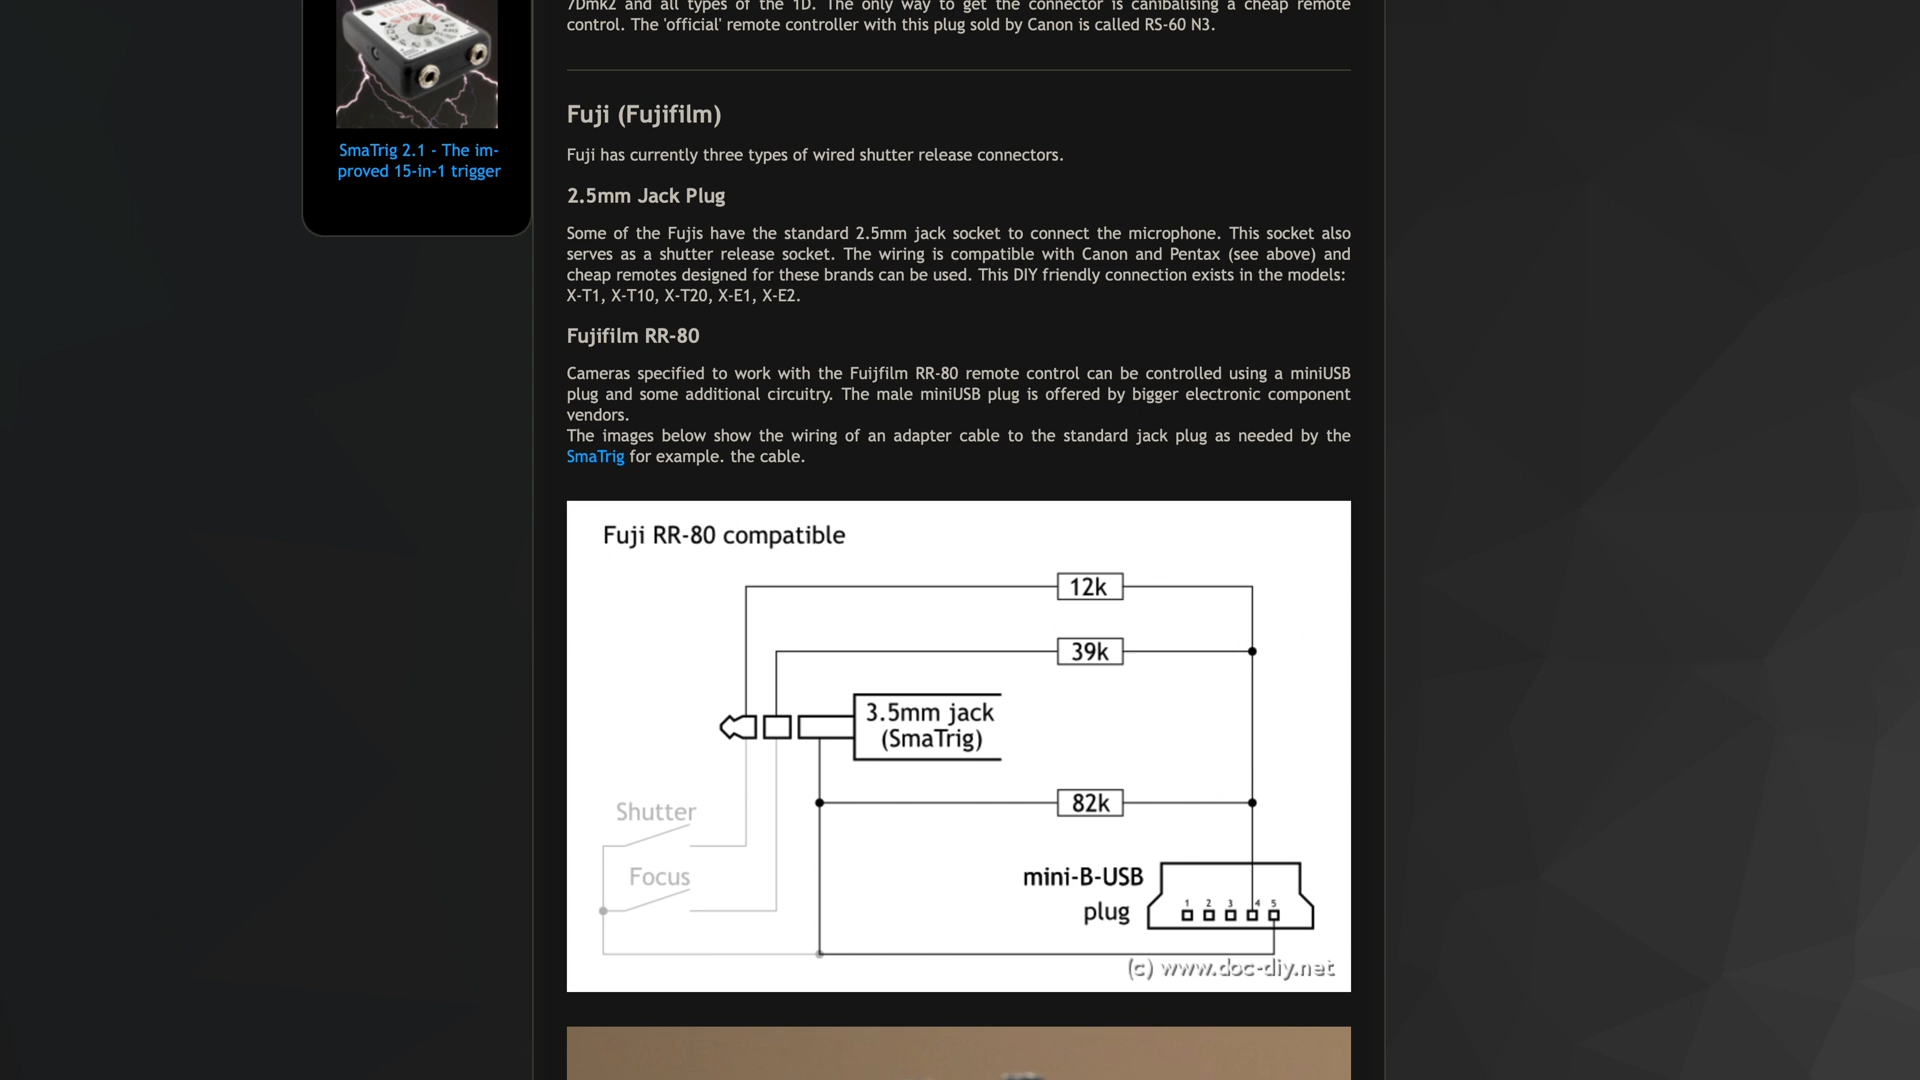 7DmkZ and all types of the 1D. The only way to get the connector is canibalising a cheap remote
control. The 'official' remote controller with this plug sold by Canon is called RS-60 N3.
SmaTrig 2.1 - The im-
proved 15-in-1 trigger
Fuji (Fujifilm)
Fuji has currently three types of wired shutter release connectors.
2.5mm Jack Plug
Some of the Fujis have the standard 2.5mm jack socket to connect the microphone. This socket also
serves as a shutter release socket. The wiring is compatible with Canon and Pentax (see above) and
cheap remotes designed for these brands can be used. This DIY friendly connection exists in the models:
X-T1, X-T10, X-T20, X-E1, X-E2.
Fujifilm RR-80
Cameras specified to work with the Fuijfilm RR-80 remote control can be controlled using a miniUSB
plug and some additional circuitry. The male miniUSB plug is offered by bigger electronic component
vendors.
The images below show the wiring of an adapter cable to the standard jack plug as needed by the
SmaTrig for example. the cable.
Fuji RR-80 compatible
12k
39k
3.5mm jack
(SmaTrig)
82k
Shutter
Focus
mini-B-USB
plug
1 2 3 4 5
(c) www.doc-diy.net